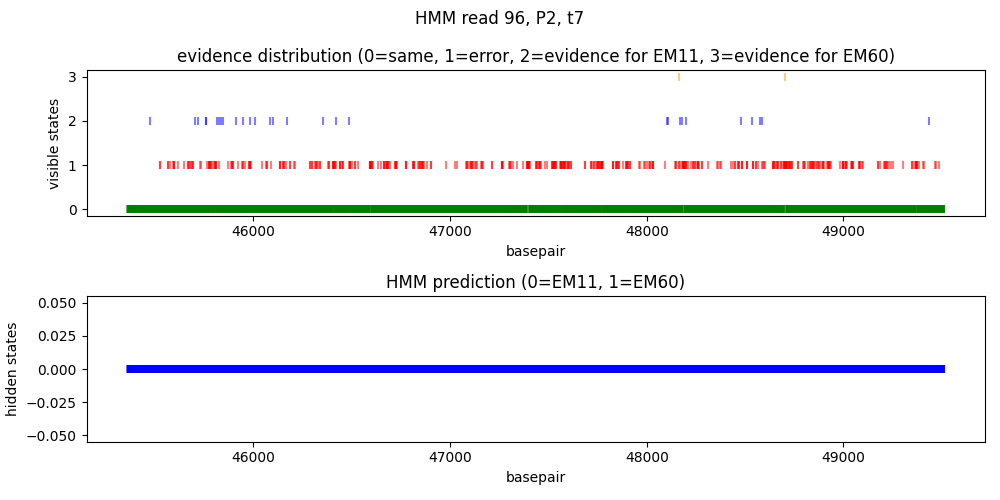 HMM read 96, P2, t7
evidence distribution (0=same, 1=error, 2=evidence for EM11, 3=evidence for EM60)
visible states
3
2
1
0
46000 47000 48000 49000
basepair
HMM prediction (0=EM11, 1=EM60)
hidden states
0.050
0.025
0.000
−0.025
−0.050
46000 47000 48000 49000
basepair